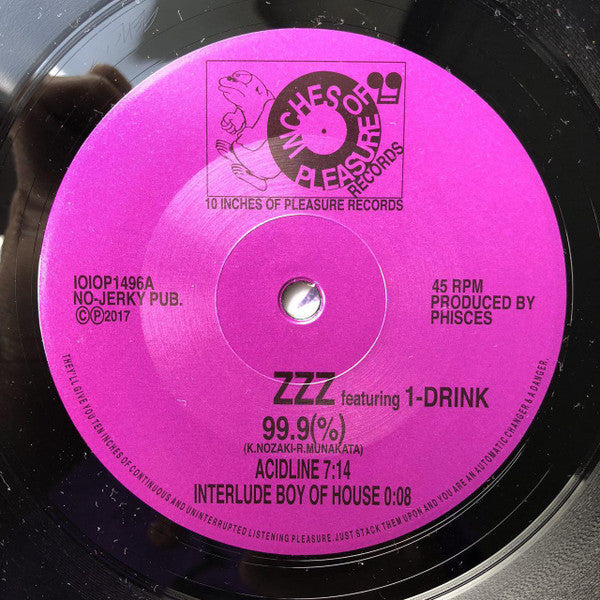 INCHES OF
PLEASURE
RECORDS
10 INCHES OF PLEASURE RECORDS
IOIOP1496A
NO-JERKY PUB.
©℗2017
45 RPM
PRODUCED BY
PHISCES
ZZZ featuring 1-DRINK
99.9(%)
(K.NOZAKI-R.MUNAKATA)
ACIDLINE 7:14
INTERLUDE BOY OF HOUSE 0:08
THEY'LL GIVE YOU TEN INCHES OF CONTINUOUS AND UNINTERRUPTED LISTENING PLEASURE. JUST STACK THEM UPON AND YOU ARE AN AUTOMATIC CHANGER & A DANGER.